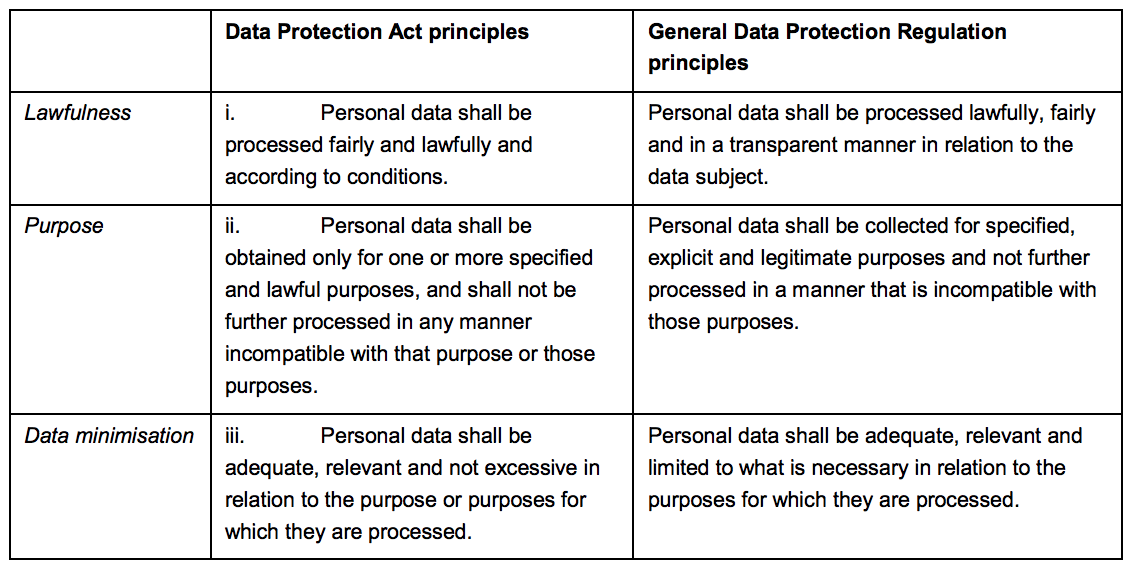 Data Protection Act principles
General Data Protection Regulation
principles
Lawfulness
i. Personal data shall be
processed fairly and lawfully and
according to conditions.
Personal data shall be processed lawfully, fairly
and in a transparent manner in relation to the
data subject.
Purpose
ii. Personal data shall be
obtained only for one or more specified
and lawful purposes, and shall not be
further processed in any manner
incompatible with that purpose or those
purposes.
Personal data shall be collected for specified,
explicit and legitimate purposes and not further
processed in a manner that is incompatible with
those purposes.
Data minimisation
iii. Personal data shall be
adequate, relevant and not excessive in
relation to the purpose or purposes for
which they are processed.
Personal data shall be adequate, relevant and
limited to what is necessary in relation to the
purposes for which they are processed.